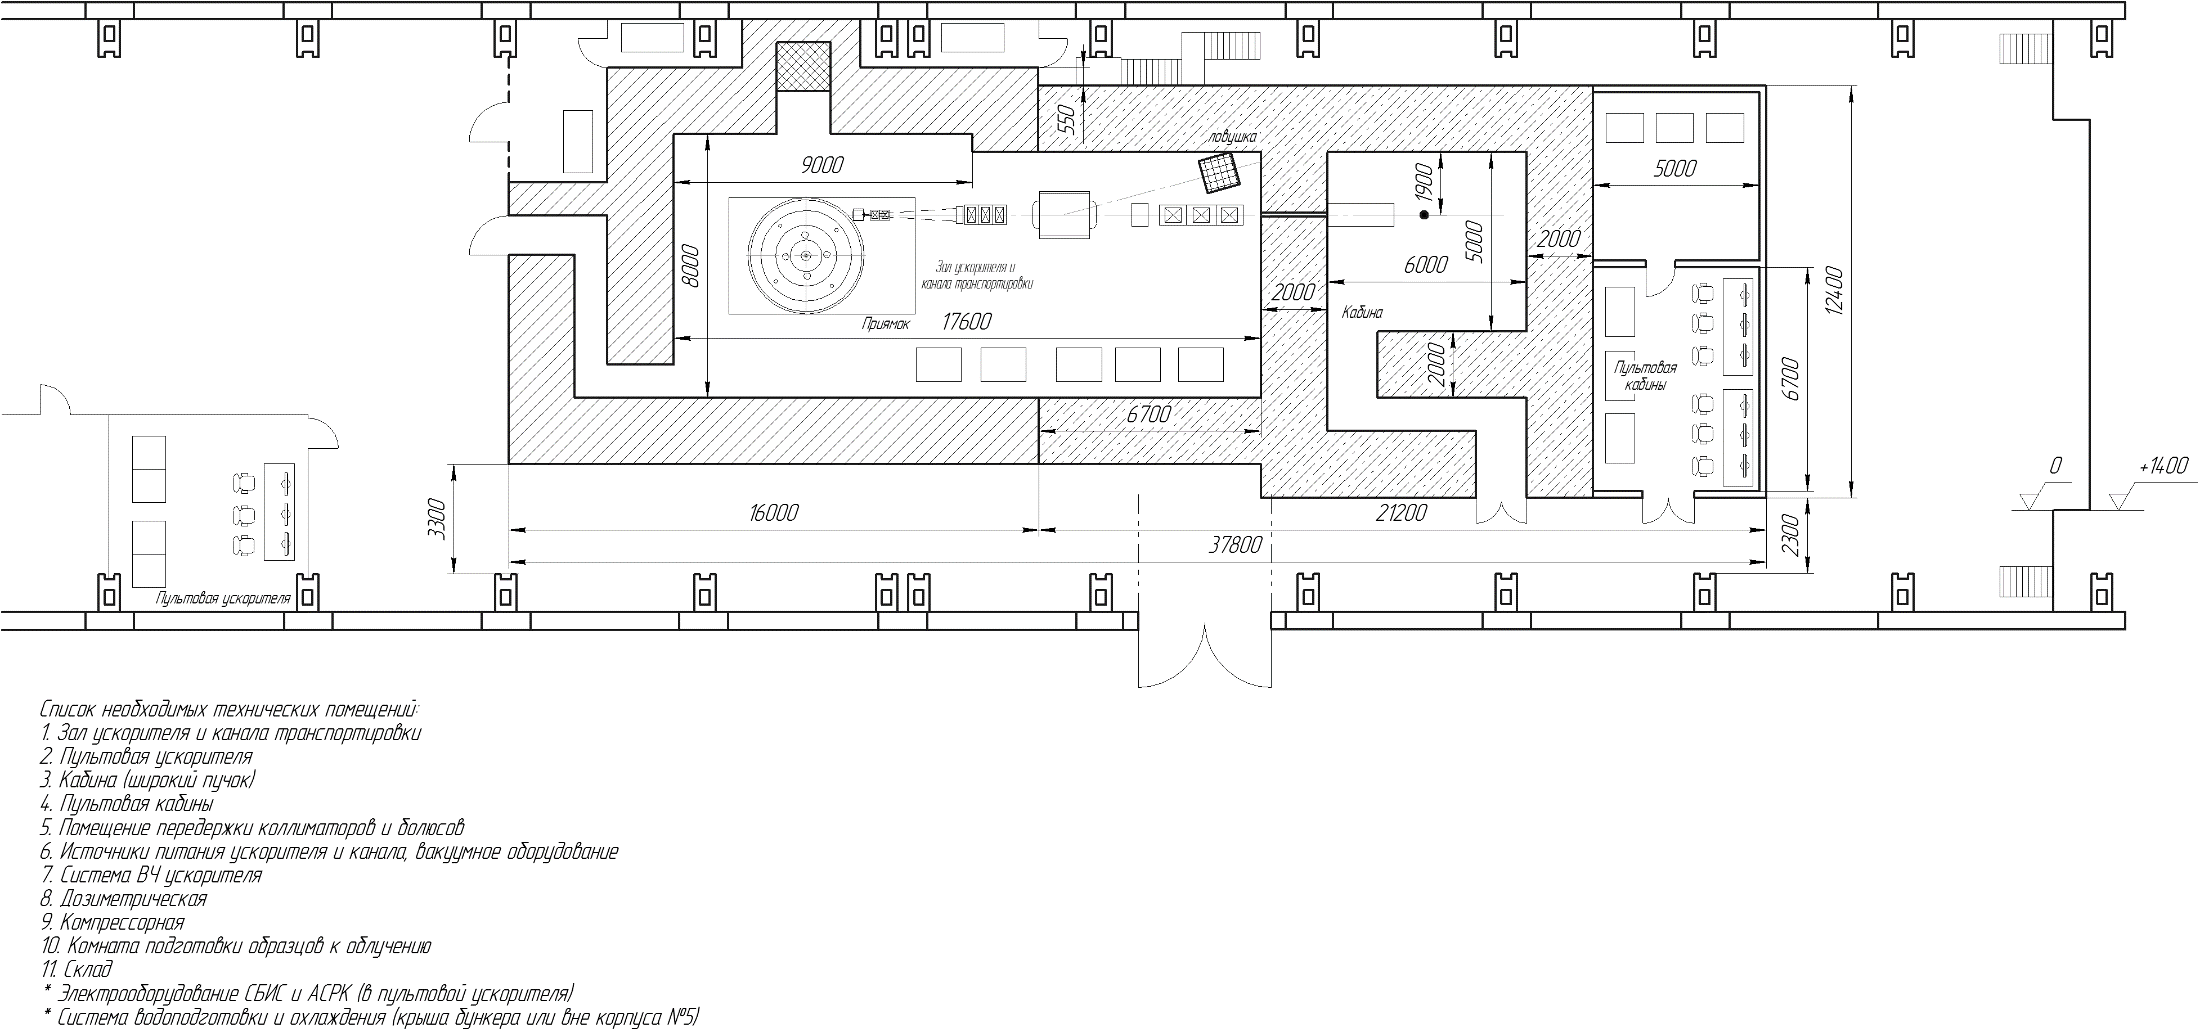 550
ловушка
9000
1900
5000
8000
5000
2000
6000
Зал ускорителя и
канала транспортировки
2000
12400
Кабина
Приямок
17600
2000
Пультовая
кабины
6700
6700
0
+1400
3300
16000
21200
2300
37800
Пультовая ускорителя
Список необходимых технических помещений:
1. Зал ускорителя и канала транспортировки
2. Пультовая ускорителя
3. Кабина (широкий пучок)
4. Пультовая кабины
5. Помещение передержки коллиматоров и болюсов
6. Источники питания ускорителя и канала, вакуумное оборудование
7. Система ВЧ ускорителя
8. Дозиметрическая
9. Компрессорная
10. Комната подготовки образцов к облучению
11. Склад
* Электрооборудование СБИС и АСРК (в пультовой ускорителя)
* Система водоподготовки и охлаждения (крыша бункера или вне корпуса №5)